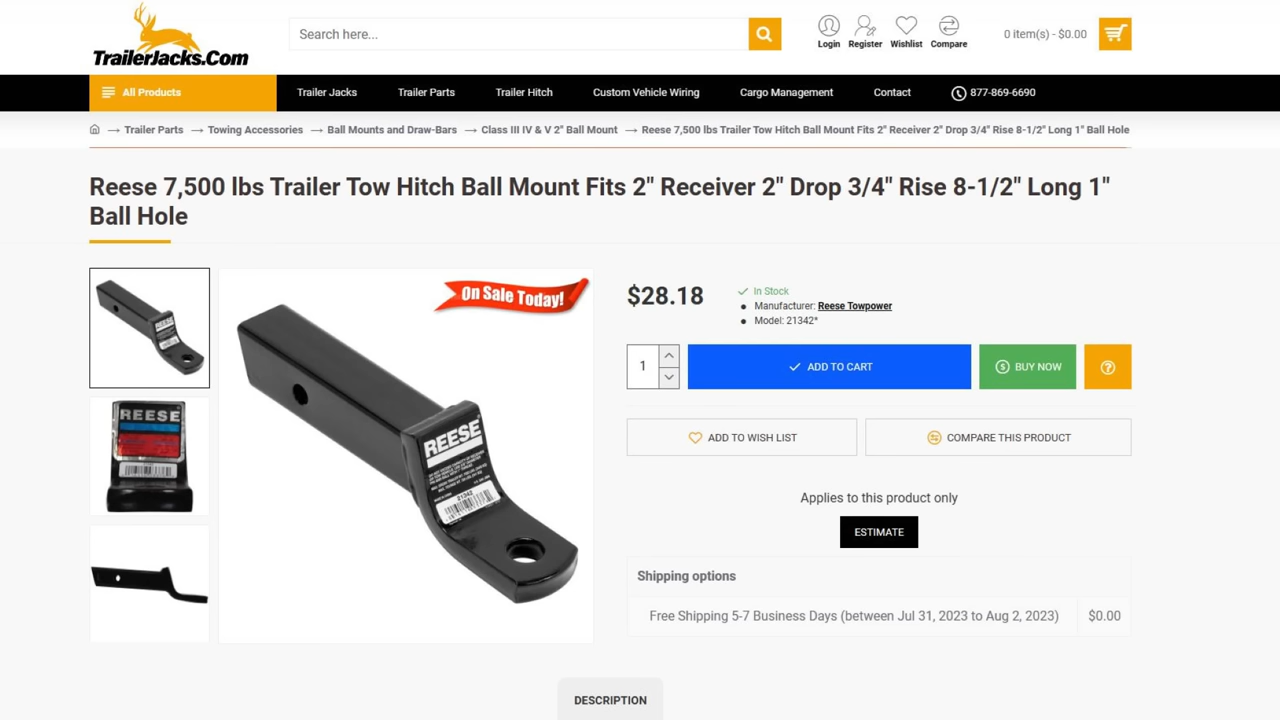 TrailerJacks.Com
Search here...
Login
Register
Wishlist
Compare
0 item(s) - $0.00
All Products
Trailer Jacks
Trailer Parts
Trailer Hitch
Custom Vehicle Wiring
Cargo Management
Contact
877-869-6690
Trailer Parts
Towing Accessories
Ball Mounts and Draw-Bars
Class III IV & V 2" Ball Mount
Reese 7,500 lbs Trailer Tow Hitch Ball Mount Fits 2" Receiver 2" Drop 3/4" Rise 8-1/2" Long 1" Ball Hole
Reese 7,500 lbs Trailer Tow Hitch Ball Mount Fits 2" Receiver 2" Drop 3/4" Rise 8-1/2" Long 1"
Ball Hole
REESE
REESE
On Sale Today!
REESE
21342
$28.18
In Stock
Manufacturer: Reese Towpower
Model: 21342*
1
ADD TO CART
BUY NOW
ADD TO WISH LIST
COMPARE THIS PRODUCT
Applies to this product only
ESTIMATE
Shipping options
Free Shipping 5-7 Business Days (between Jul 31, 2023 to Aug 2, 2023)
$0.00
DESCRIPTION